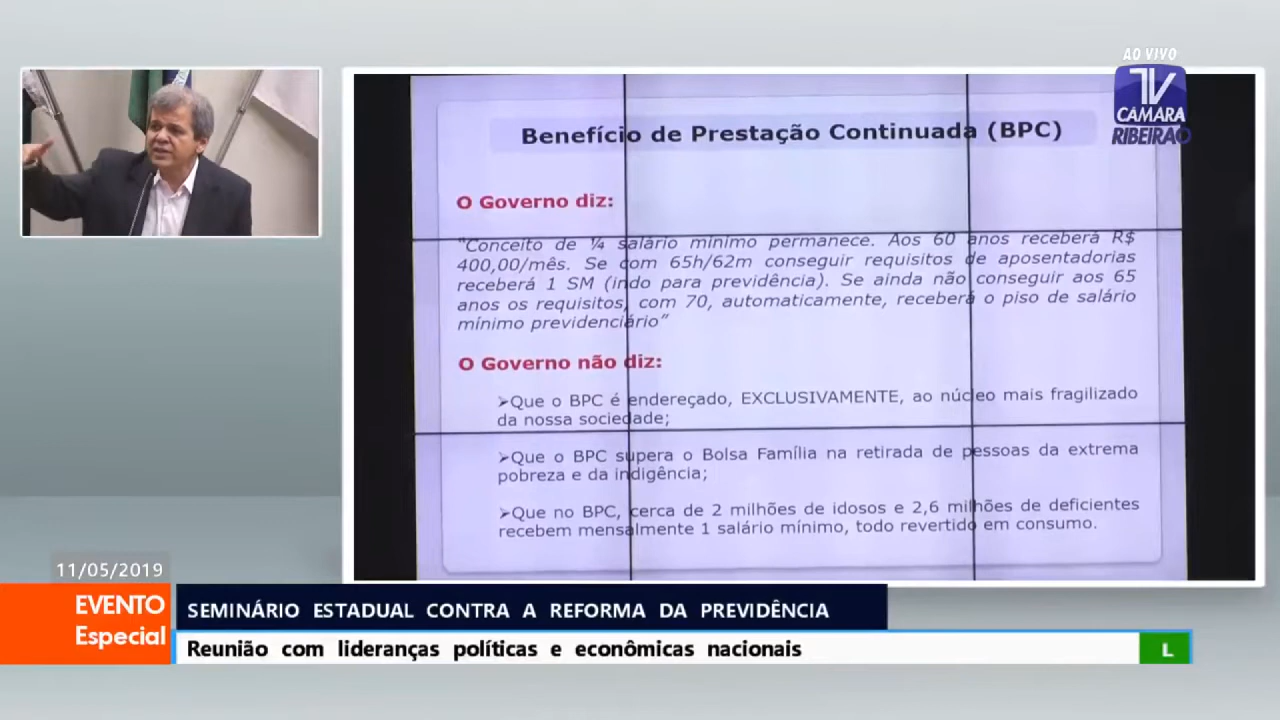 AO VIVO
TV
CÂMARA
RIBEIRÃO
Benefício de Prestação Continuada (BPC)
O Governo diz:
"Conceito de ¼ salário mínimo permanece. Aos 60 anos receberá R$
400,00/mês. Se com 65h/62m conseguir requisitos de aposentadorias
receberá 1 SM (indo para previdência). Se ainda não conseguir aos 65
anos os requisitos, com 70, automaticamente, receberá o piso de salário
mínimo previdenciário"
O Governo não diz:
➢Que o BPC é endereçado, EXCLUSIVAMENTE, ao núcleo mais fragilizado
da nossa sociedade;
➢Que o BPC supera o Bolsa Família na retirada de pessoas da extrema
pobreza e da indigência;
➢Que no BPC, cerca de 2 milhões de idosos e 2,6 milhões de deficientes
recebem mensalmente 1 salário mínimo, todo revertido em consumo.
11/05/2019
EVENTO
Especial
SEMINÁRIO ESTADUAL CONTRA A REFORMA DA PREVIDÊNCIA
Reunião com lideranças políticas e econômicas nacionais
L